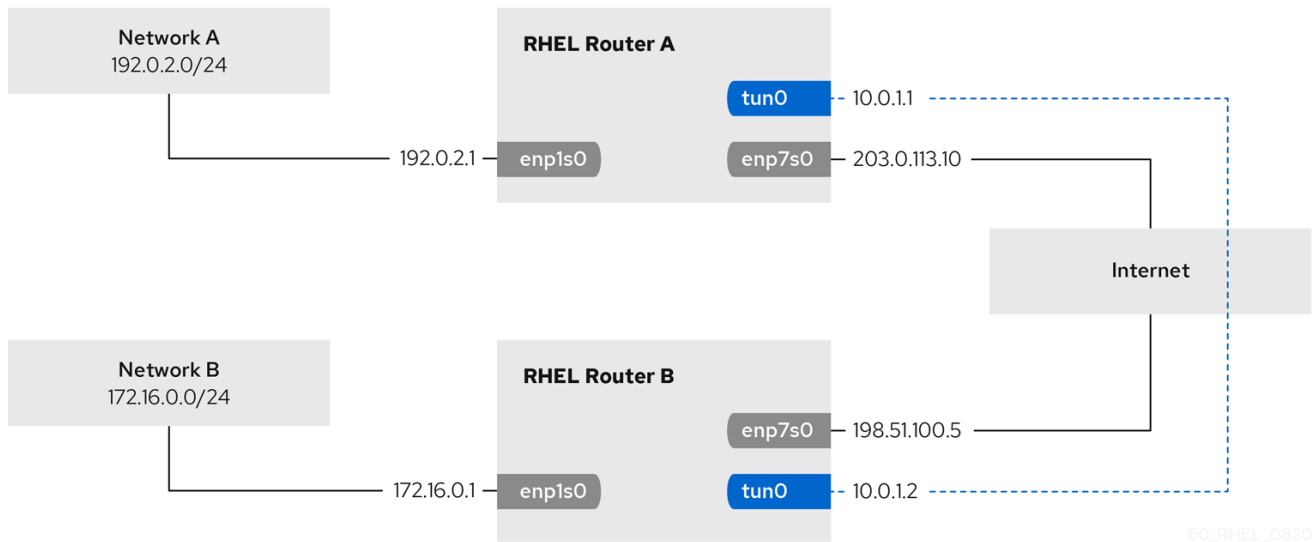 Network A
192.0.2.0/24
RHEL Router A
tun0
10.0.1.1
192.0.2.1
enp1s0
enp7s0
203.0.113.10
Internet
Network B
172.16.0.0/24
RHEL Router B
enp7s0
198.51.100.5
172.16.0.1
enp1s0
tun0
10.0.1.2
60_RHEL_0820